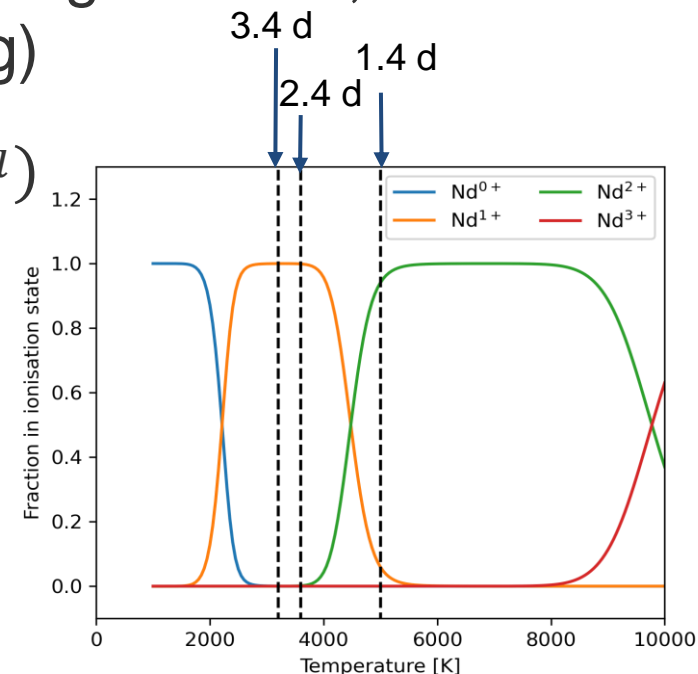 g)
3.4 d
1.4 d
2.4 d
l)
1.2
1.0
0.8
0.6
0.4
0.2
0.0
Fraction in ionisation state
Nd⁰⁺ Nd²⁺
Nd¹⁺ Nd³⁺
0 2000 4000 6000 8000 10000
Temperature [K]